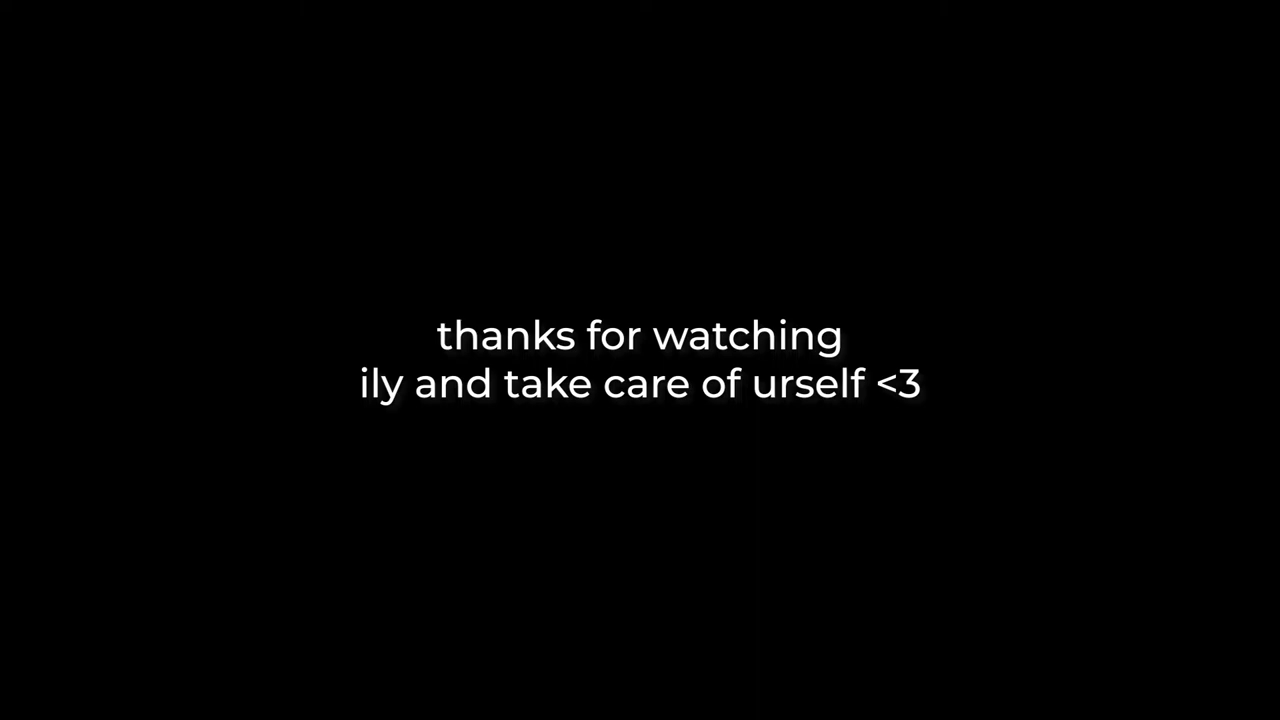 thanks for watching
ily and take care of urself <3